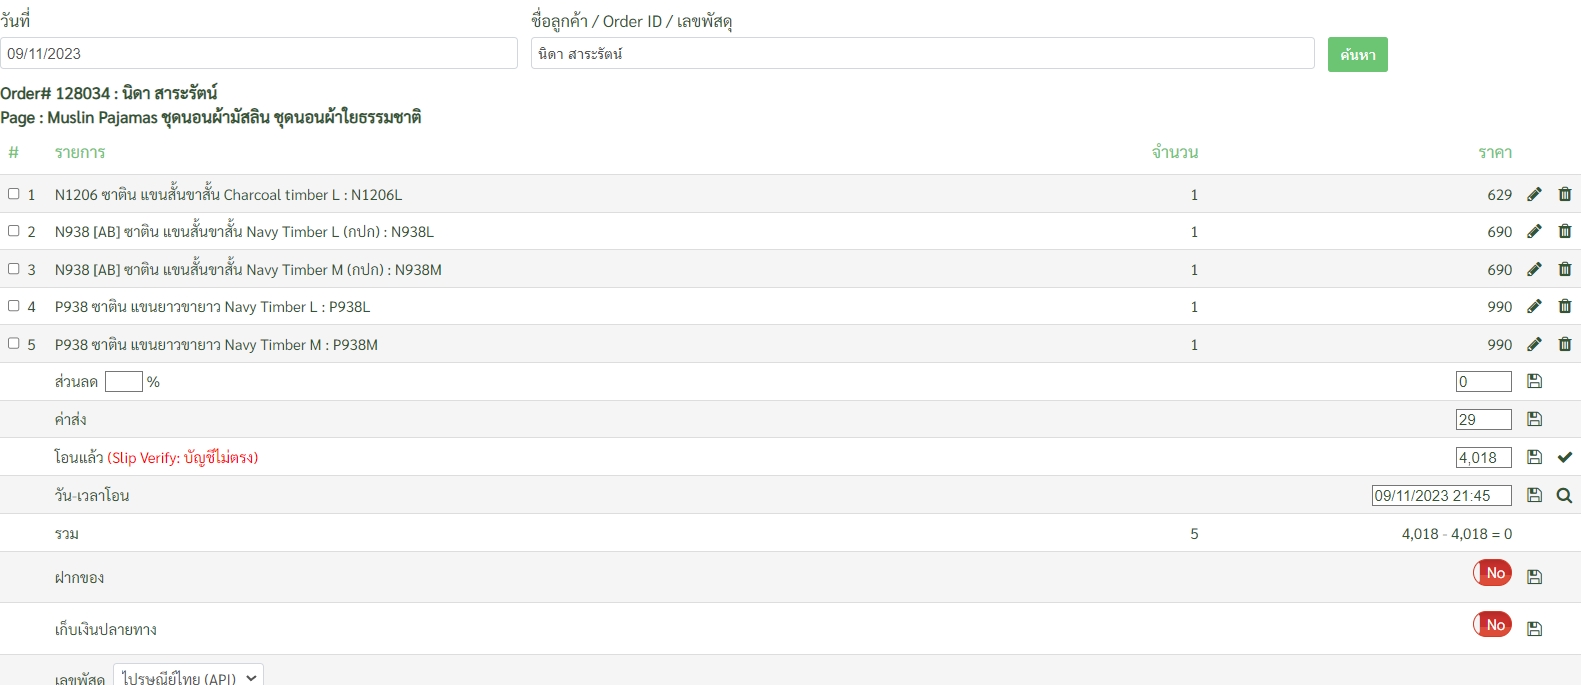 วันที่ ชื่อลูกค้า / Order ID / เลขพัสดุ
09/11/2023 นิดา สาระรัตน์ ค้นหา
Order# 128034 : นิดา สาระรัตน์
Page : Muslin Pajamas ชุดนอนผ้ามัสลิน ชุดนอนผ้าใยธรรมชาติ
# รายการ จำนวน ราคา
1 N1206 ซาติน แขนสั้นขาสั้น Charcoal timber L : N1206L 1 629
2 N938 [AB] ซาติน แขนสั้นขาสั้น Navy Timber L (กปก) : N938L 1 690
3 N938 [AB] ซาติน แขนสั้นขาสั้น Navy Timber M (กปก) : N938M 1 690
4 P938 ซาติน แขนยาวขายาว Navy Timber L : P938L 1 990
5 P938 ซาติน แขนยาวขายาว Navy Timber M : P938M 1 990
ส่วนลด % 0
ค่าส่ง 29
โอนแล้ว (Slip Verify: บัญชีไม่ตรง) 4,018
วัน-เวลาโอน 09/11/2023 21:45
รวม 5 4,018 - 4,018 = 0
ฝากของ No
เก็บเงินปลายทาง No
เลขพัสดุ ไปรษณีย์ไทย (API)